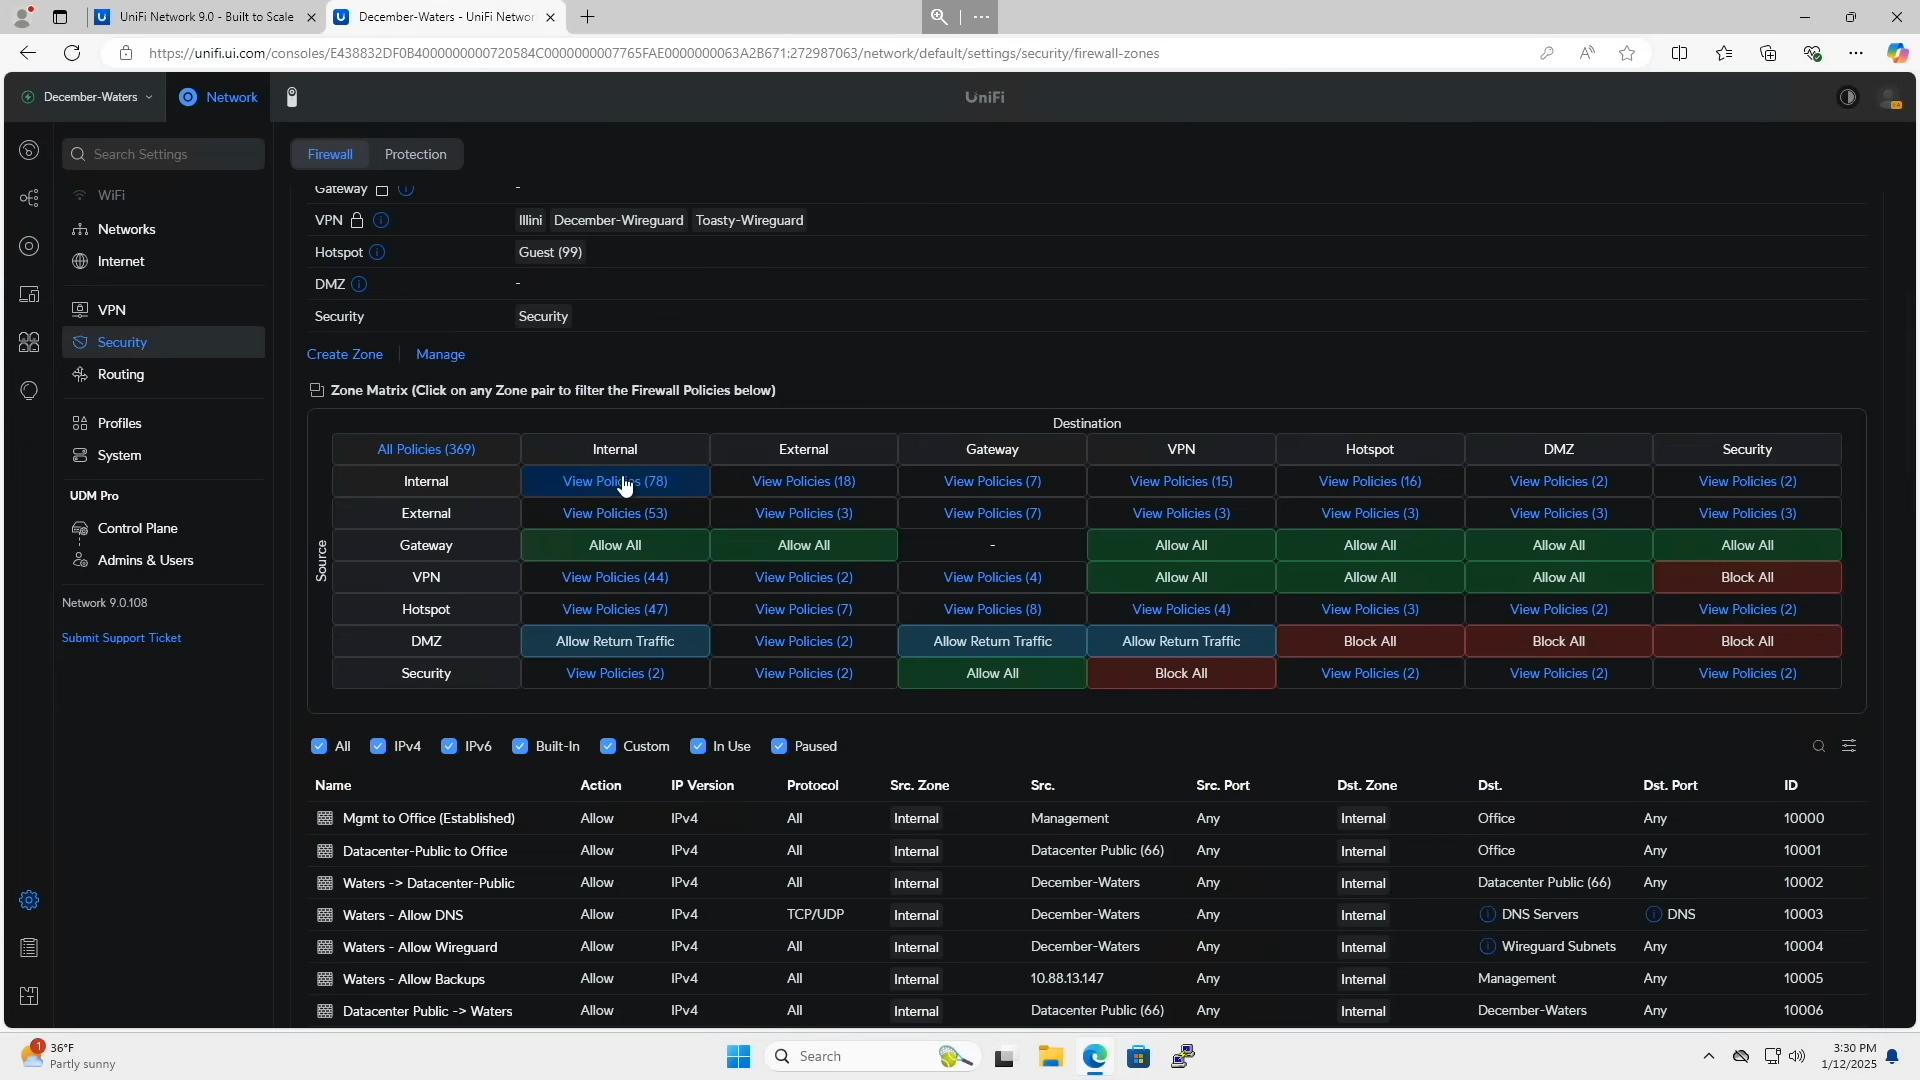 UniFi Network 9.0 - Built to Scale
December-Waters - UniFi Networ
https://unifi.ui.com/consoles/E438832DF0B4000000000720584C0000000007765FAE0000000063A2B671:272987063/network/default/settings/security/firewall-zones
December-Waters
Network
UniFi
Search Settings
WiFi
Networks
Internet
VPN
Security
Routing
Profiles
System
UDM Pro
Control Plane
Admins & Users
Network 9.0.108
Submit Support Ticket
Firewall Protection
Gateway -
VPN Illini December-Wireguard Toasty-Wireguard
Hotspot Guest (99)
DMZ -
Security Security
Create Zone Manage
Zone Matrix (Click on any Zone pair to filter the Firewall Policies below)
Destination
Source
All Policies (369) Internal External Gateway VPN Hotspot DMZ Security
Internal View Policies (78) View Policies (18) View Policies (7) View Policies (15) View Policies (16) View Policies (2) View Policies (2)
External View Policies (53) View Policies (3) View Policies (7) View Policies (3) View Policies (3) View Policies (3) View Policies (3)
Gateway Allow All Allow All - Allow All Allow All Allow All Allow All
VPN View Policies (44) View Policies (2) View Policies (4) Allow All Allow All Allow All Block All
Hotspot View Policies (47) View Policies (7) View Policies (8) View Policies (4) View Policies (3) View Policies (2) View Policies (2)
DMZ Allow Return Traffic View Policies (2) Allow Return Traffic Allow Return Traffic Block All Block All Block All
Security View Policies (2) View Policies (2) Allow All Block All View Policies (2) View Policies (2) View Policies (2)
All IPv4 IPv6 Built-In Custom In Use Paused
Name Action IP Version Protocol Src. Zone Src. Src. Port Dst. Zone Dst. Dst. Port ID
Mgmt to Office (Established) Allow IPv4 All Internal Management Any Internal Office Any 10000
Datacenter-Public to Office Allow IPv4 All Internal Datacenter Public (66) Any Internal Office Any 10001
Waters -> Datacenter-Public Allow IPv4 All Internal December-Waters Any Internal Datacenter Public (66) Any 10002
Waters - Allow DNS Allow IPv4 TCP/UDP Internal December-Waters Any Internal DNS Servers DNS 10003
Waters - Allow Wireguard Allow IPv4 All Internal December-Waters Any Internal Wireguard Subnets Any 10004
Waters - Allow Backups Allow IPv4 All Internal 10.88.13.147 Any Internal Management Any 10005
Datacenter Public -> Waters Allow IPv4 All Internal Datacenter Public (66) Any Internal December-Waters Any 10006
1
36°F
Partly sunny
Search
3:30 PM
1/12/2025